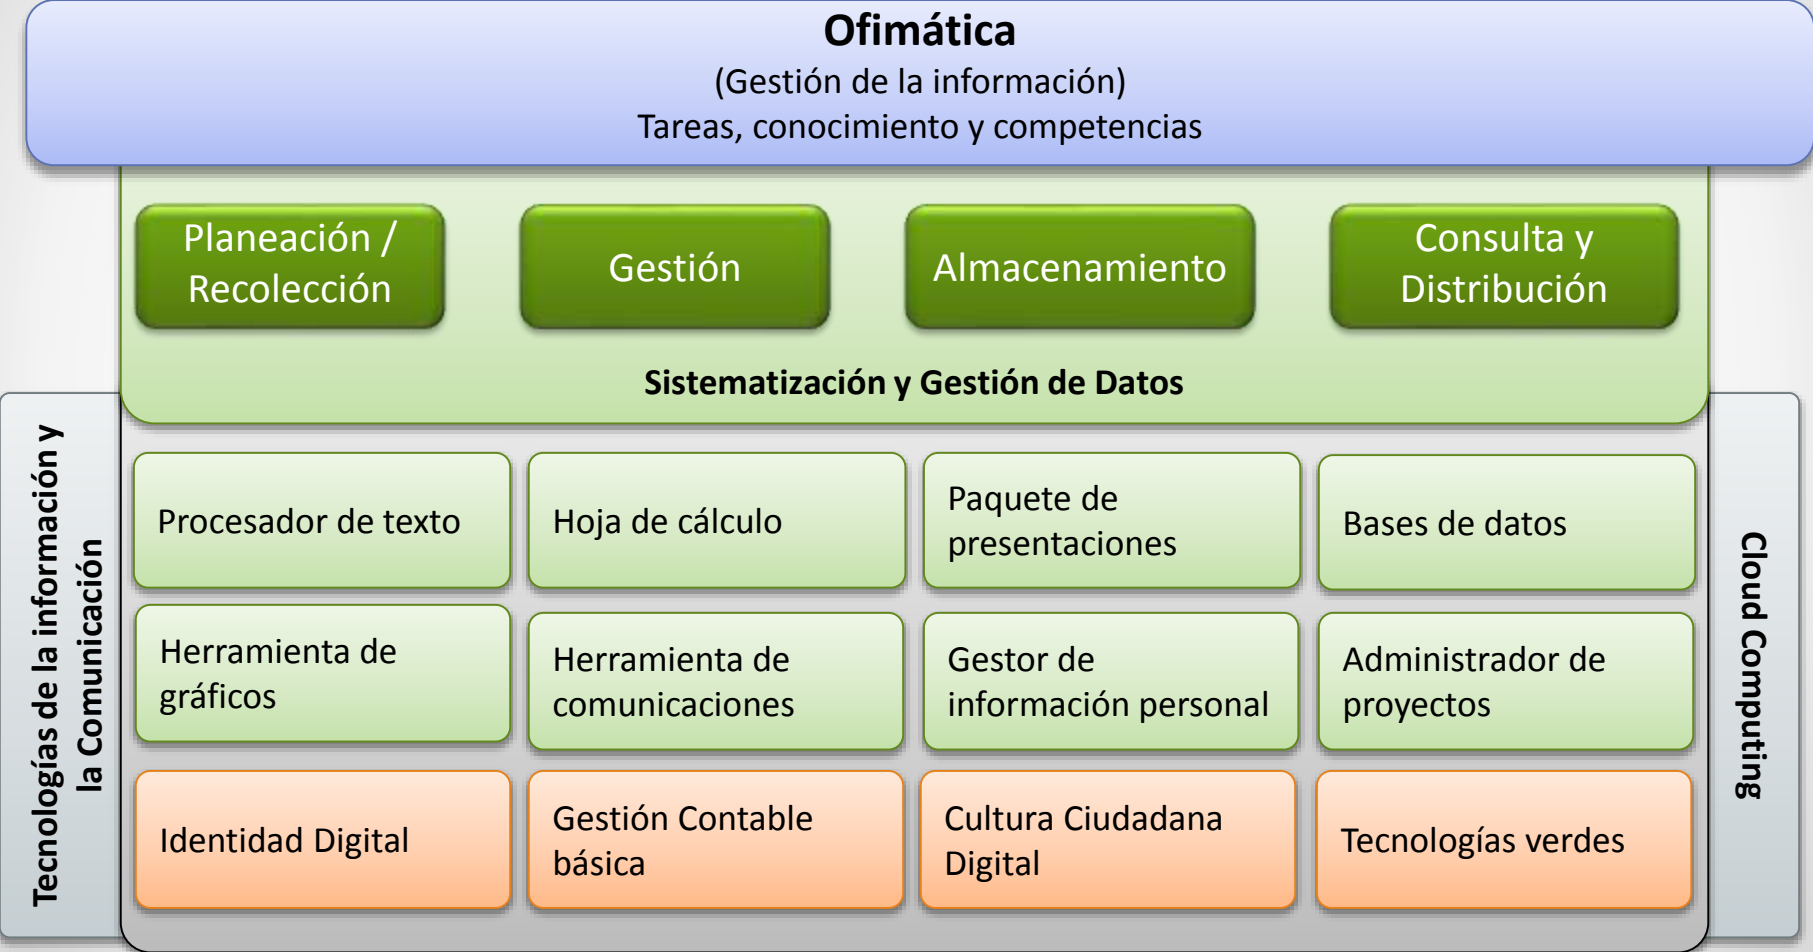 Ofimática
(Gestión de la información)
Tareas, conocimiento y competencias
Planeación /
Recolección
Gestión
Almacenamiento
Consulta y
Distribución
Sistematización y Gestión de Datos
Tecnologías de la información y
la Comunicación
Procesador de texto
Hoja de cálculo
Paquete de
presentaciones
Bases de datos
Herramienta de
gráficos
Herramienta de
comunicaciones
Gestor de
información personal
Administrador de
proyectos
Identidad Digital
Gestión Contable
básica
Cultura Ciudadana
Digital
Tecnologías verdes
Cloud Computing